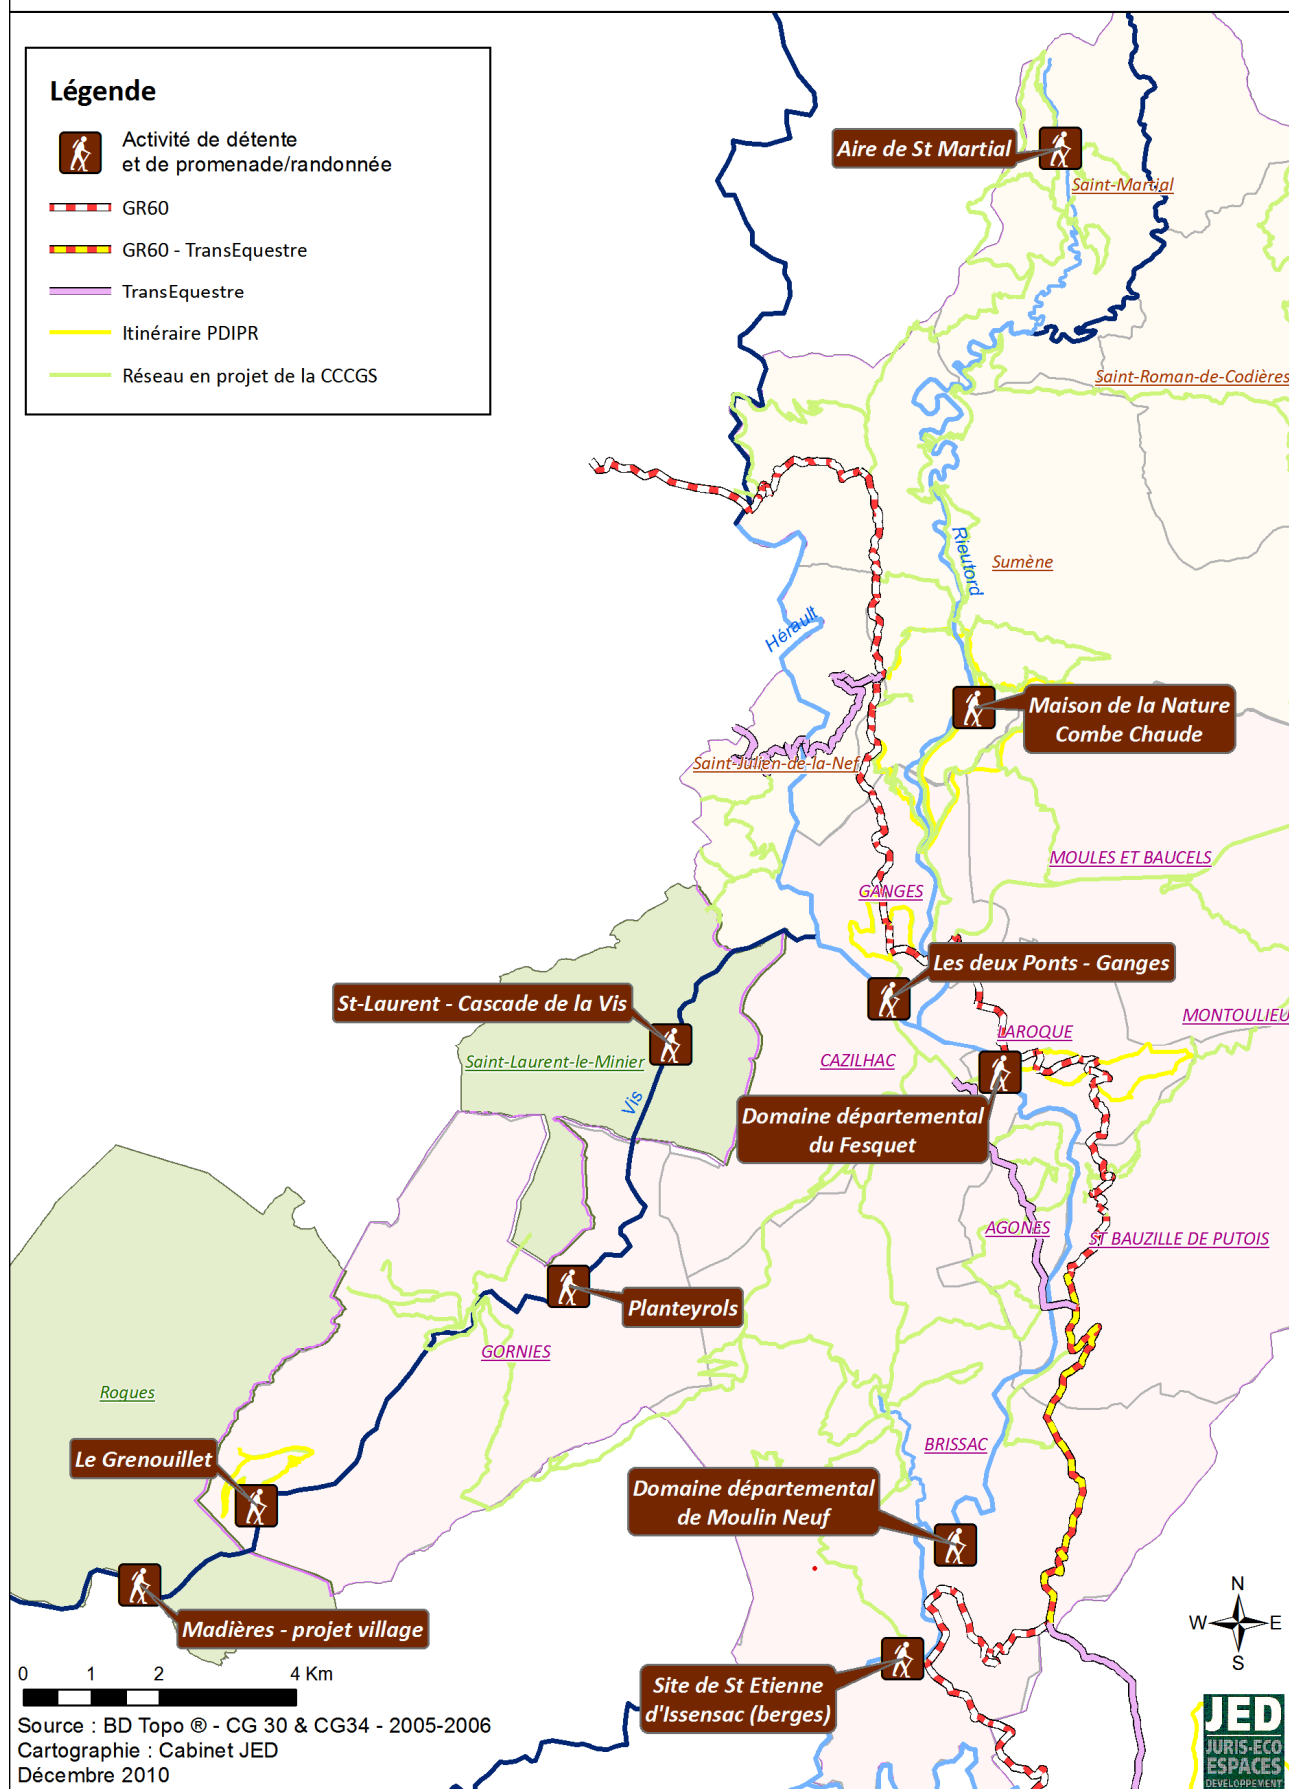 Légende
Activité de détente
et de promenade/randonnée
GR60
GR60 - TransEquestre
TransEquestre
Itinéraire PDIPR
Réseau en projet de la CCCGS
Aire de St Martial
Saint-Martial
Saint-Roman-de-Codières
Rieutord
Sumène
Hérault
Maison de la Nature
Combe Chaude
Saint-Julien-de-la-Nef
MOULES ET BAUCELS
GANGES
Les deux Ponts - Ganges
St-Laurent - Cascade de la Vis
MONTOULIEU
LAROQUE
Saint-Laurent-le-Minier
CAZILHAC
Vis
Domaine départemental
du Fesquet
AGONES
ST BAUZILLE DE PUTOIS
Planteyrols
GORNIES
Rogues
BRISSAC
Le Grenouillet
Domaine départemental
de Moulin Neuf
Madières - projet village
Site de St Etienne
d'Issensac (berges)
N
W E
S
0 1 2 4 Km
Source : BD Topo ® - CG 30 & CG34 - 2005-2006
Cartographie : Cabinet JED
Décembre 2010
JED
JURIS-ECO
ESPACES
DEVELOPPEMENT